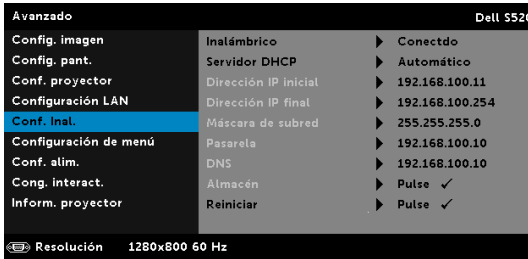 Avanzado Dell S520
Config. imagen
Config. pant.
Conf. proyector
Configuración LAN
Conf. Inal.
Configuración de menú
Conf. alim.
Cong. interact.
Inform. proyector
Inalámbrico Conectdo
Servidor DHCP Automático
Dirección IP inicial 192.168.100.11
Dirección IP final 192.168.100.254
Máscara de subred 255.255.255.0
Pasarela 192.168.100.10
DNS 192.168.100.10
Almacén Pulse ✓
Reiniciar Pulse ✓
Resolución 1280x800 60 Hz